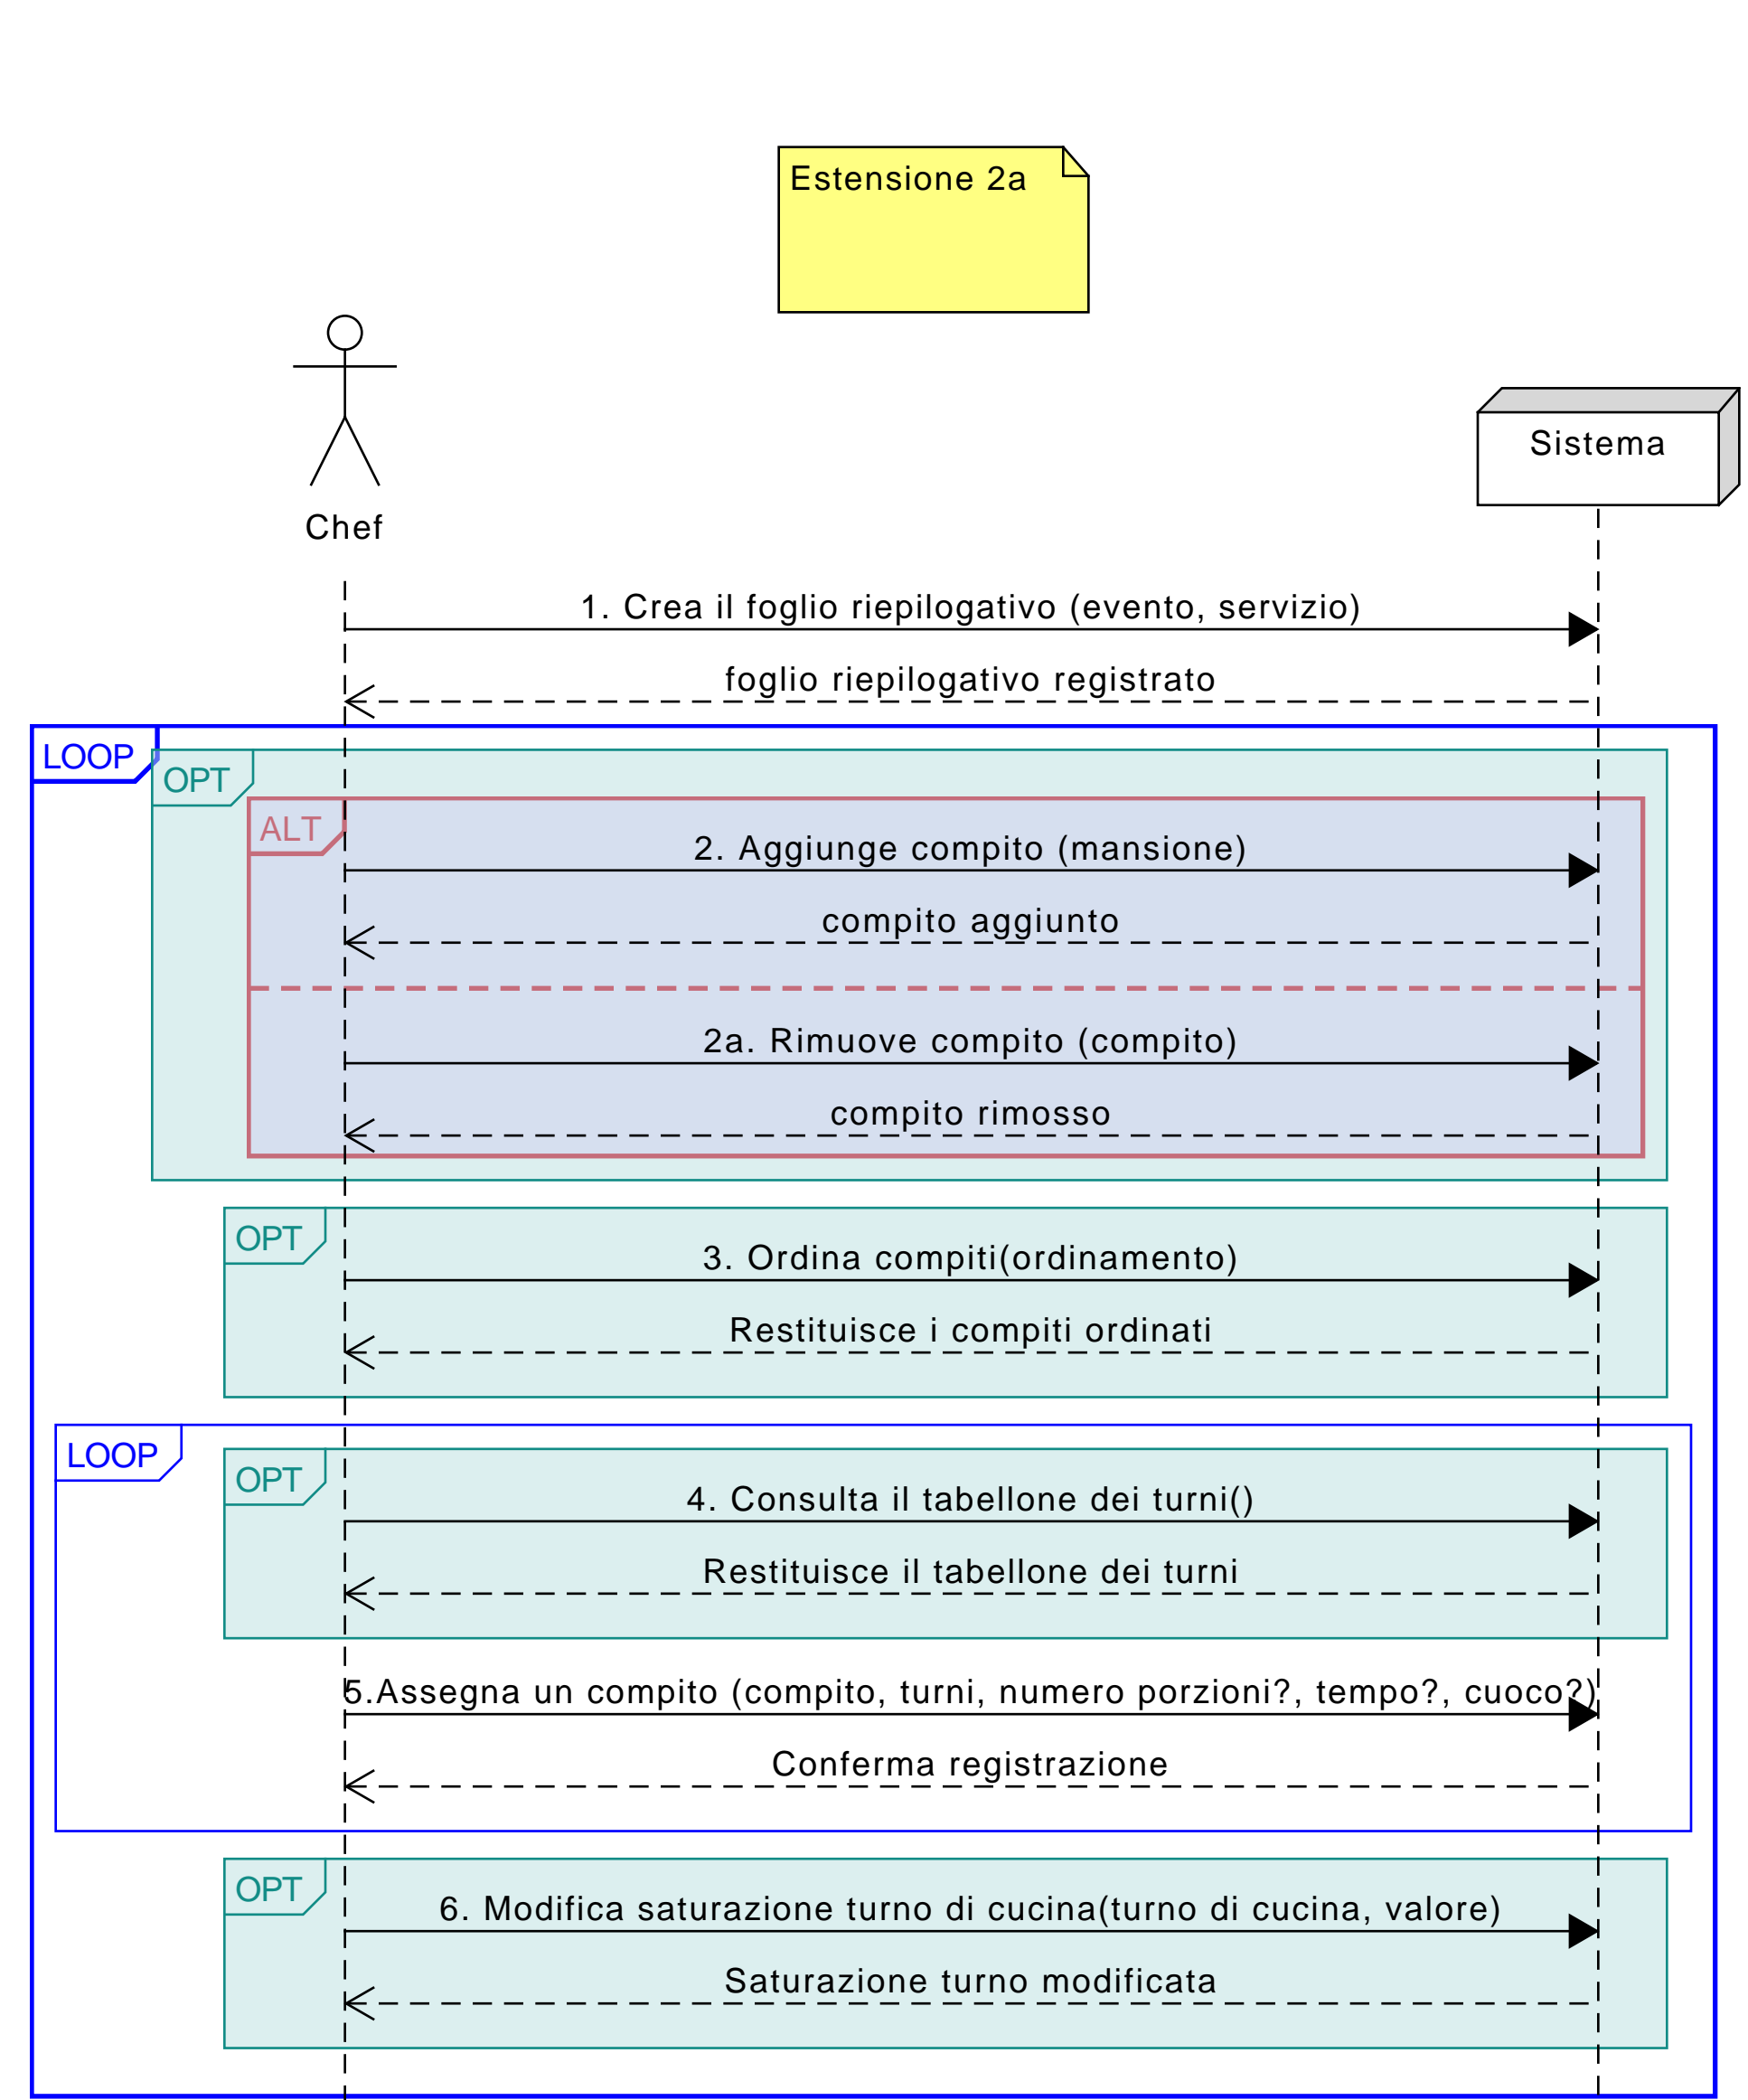 Estensione 2a
Sistema
Chef
1. Crea il foglio riepilogativo (evento, servizio)
foglio riepilogativo registrato
LOOP
OPT
ALT
2. Aggiunge compito (mansione)
compito aggiunto
2a. Rimuove compito (compito)
compito rimosso
OPT
3. Ordina compiti(ordinamento)
Restituisce i compiti ordinati
LOOP
OPT
4. Consulta il tabellone dei turni()
Restituisce il tabellone dei turni
5.Assegna un compito (compito, turni, numero porzioni?, tempo?, cuoco?)
Conferma registrazione
OPT
6. Modifica saturazione turno di cucina(turno di cucina, valore)
Saturazione turno modificata